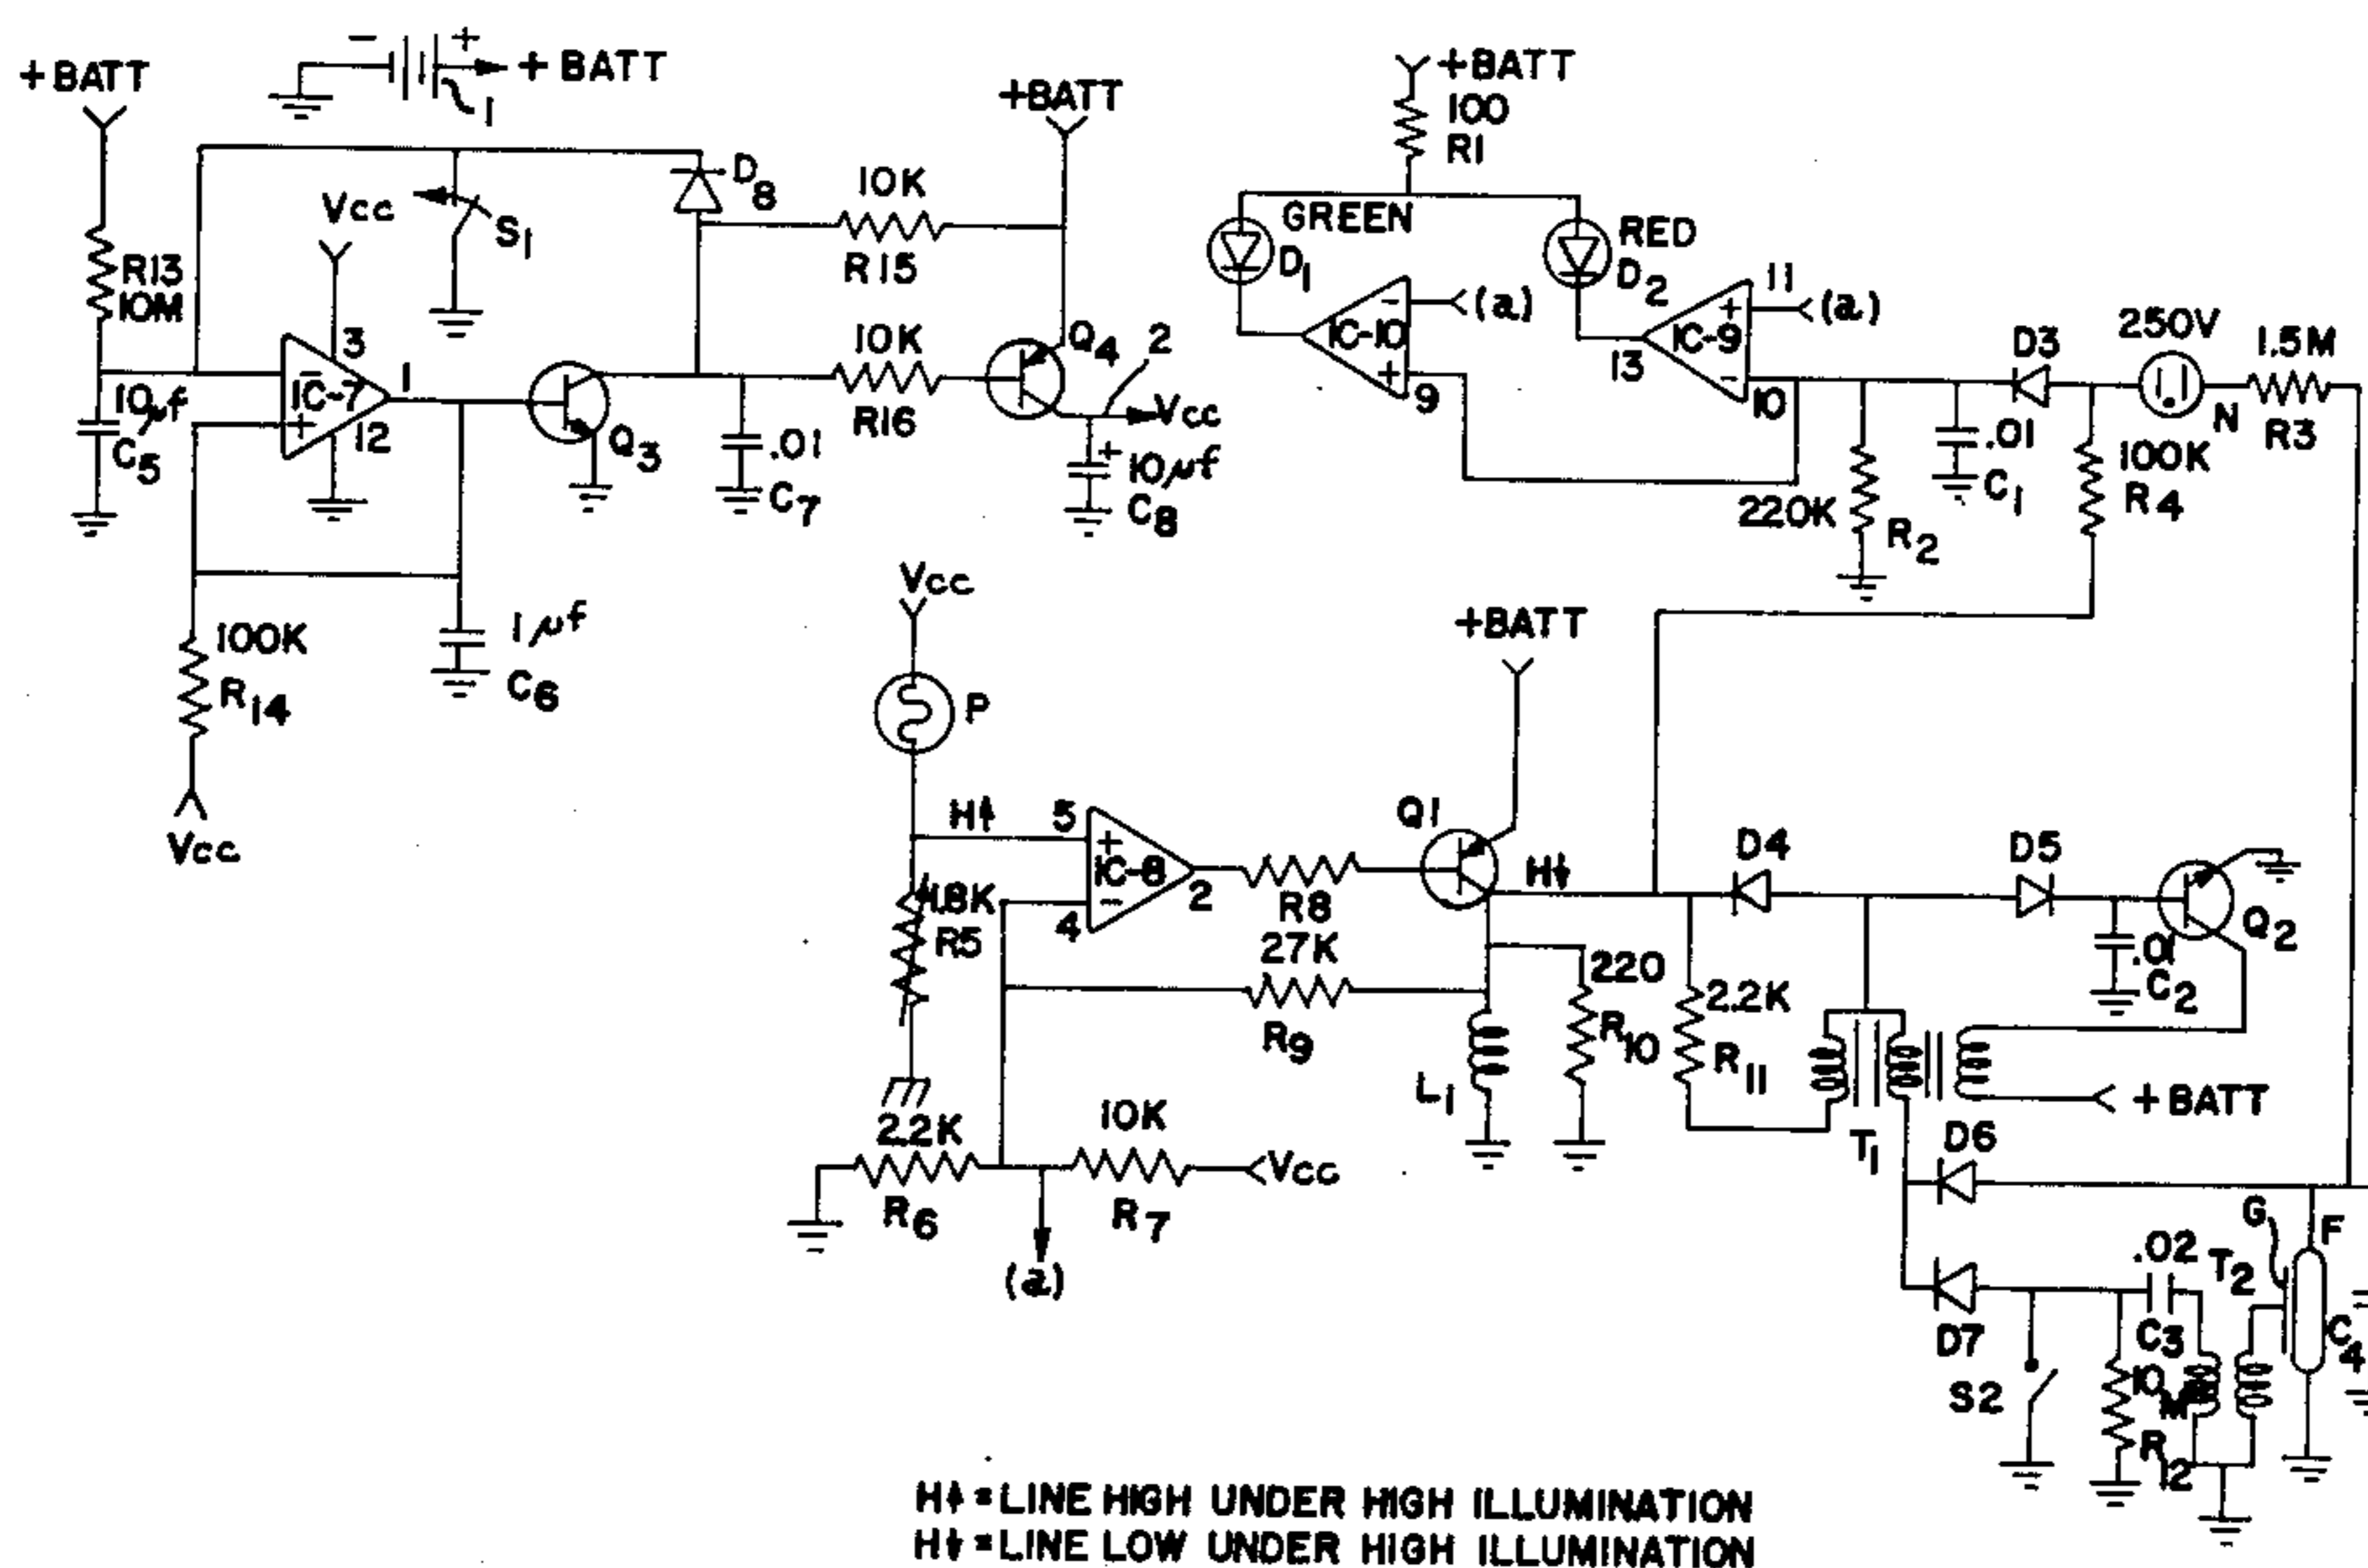 +BATT
- +
+ BATT
1
+BATT
+BATT
100
R1
D8
Vcc
S1
10K
R15
GREEN
D1
RED
D2
11
(a)
(a)
250V
1.5M
D3
N
R3
R13
10M
3
IC-7
-
+
1
12
10µf
C5
10K
R16
Q4
2
Vcc
Q3
.01
C7
+
10µf
C8
IC-10
-
+
9
13
IC-9
+
-
10
220K
R2
.01
C1
100K
R4
100K
R14
1µf
C6
Vcc
Vcc
P
+BATT
H↑
5
4
+
IC-8
-
2
1.8K
R5
R8
27K
R9
Q1
H↓
D4
D5
Q2
.01
C2
220
R10
2.2K
R11
L1
T1
+BATT
2.2K
R6
10K
R7
Vcc
(a)
D6
D7
G
F
.02
C3
T2
C4
S2
10M
R12
H↑ = LINE HIGH UNDER HIGH ILLUMINATION
H↓ = LINE LOW UNDER HIGH ILLUMINATION